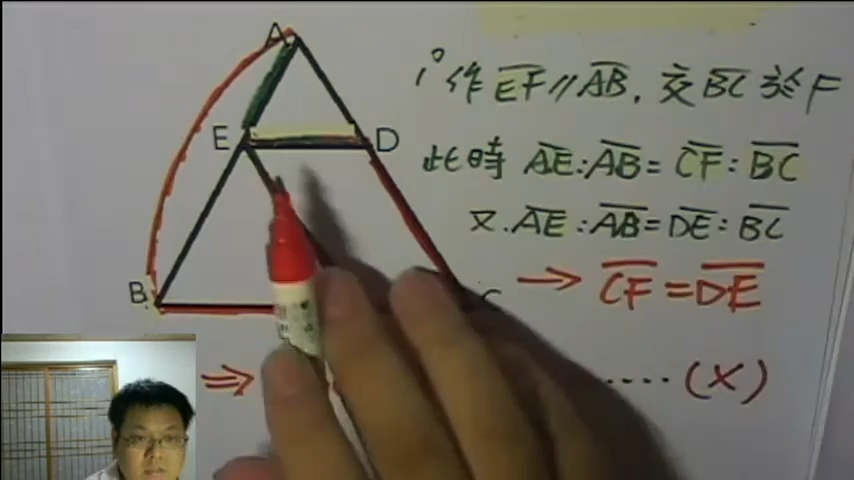 A
E
D
B
C
i° 作 EF // AB, 交 BC 於 F
此時 AE : AB = CF : BC
又. AE : AB = DE : BC
→ CF = DE
⇒
.... (×)